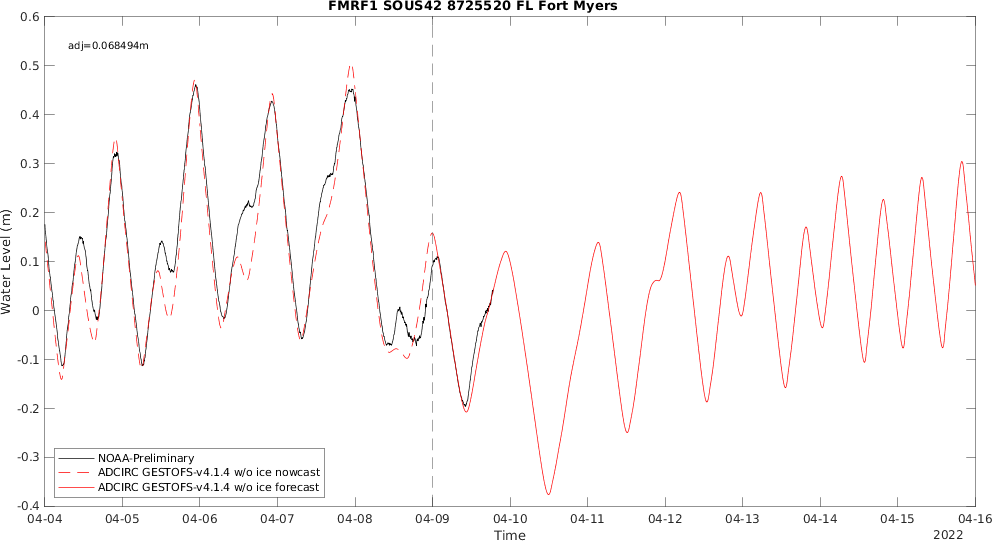 FMRF1 SOUS42 8725520 FL Fort Myers
0.6
0.5
0.4
0.3
0.2
0.1
0
-0.1
-0.2
-0.3
-0.4
Water Level (m)
adj=0.068494m
NOAA-Preliminary
ADCIRC GESTOFS-v4.1.4 w/o ice nowcast
ADCIRC GESTOFS-v4.1.4 w/o ice forecast
04-04 04-05 04-06 04-07 04-08 04-09 04-10 04-11 04-12 04-13 04-14 04-15 04-16
Time
2022